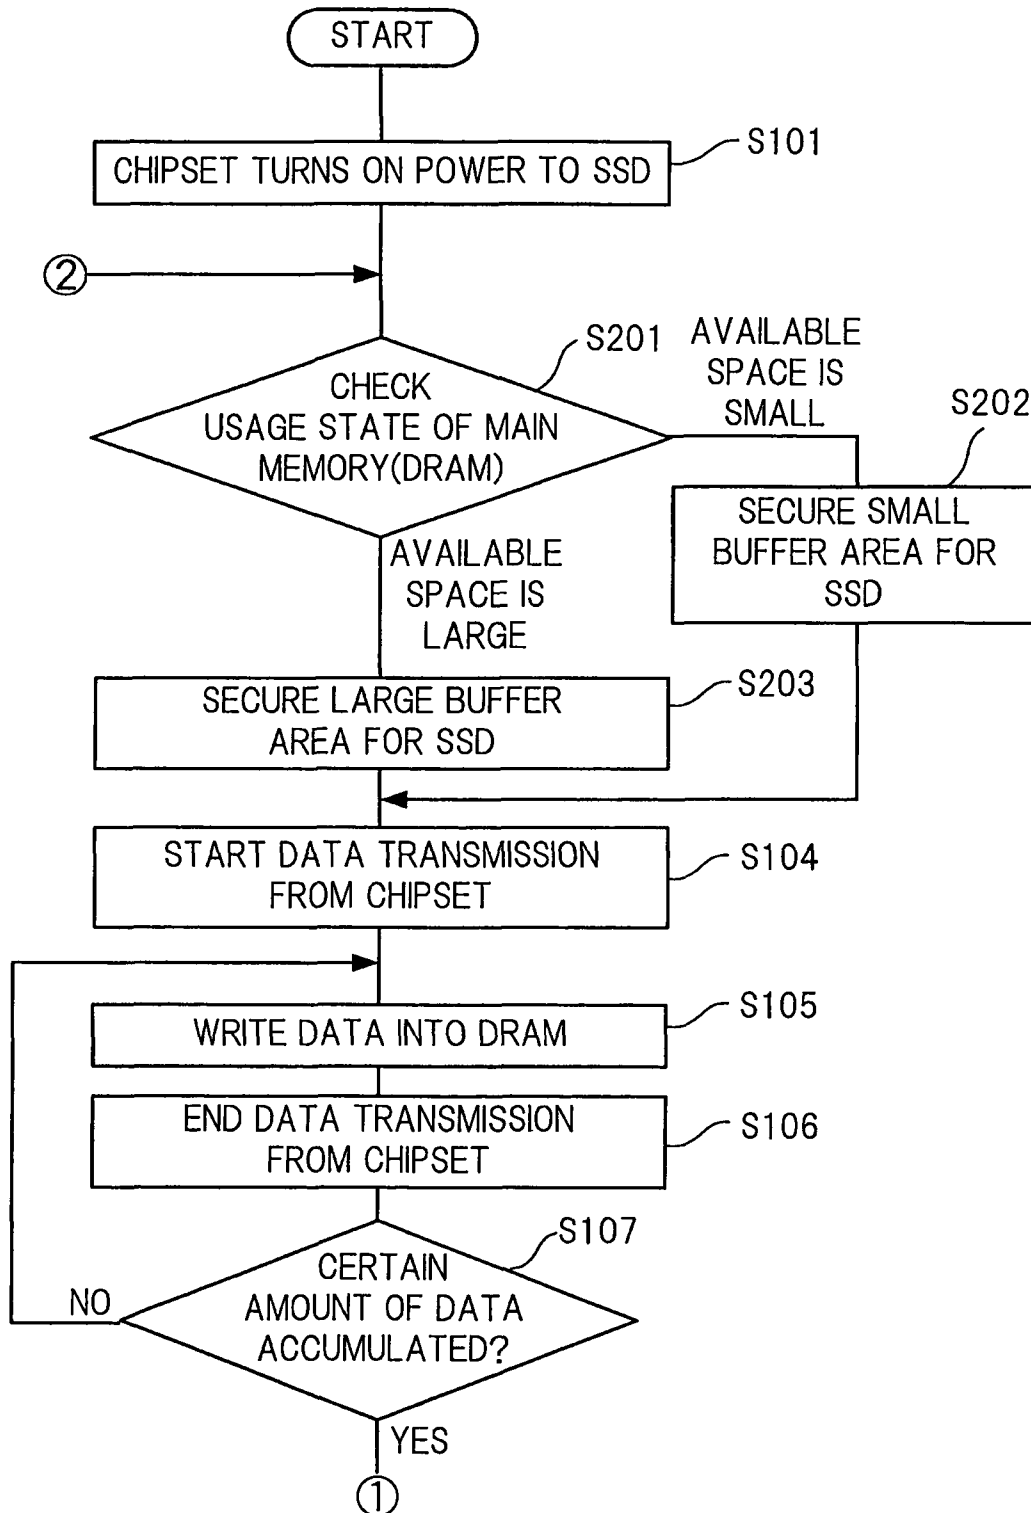 START
S101
CHIPSET TURNS ON POWER TO SSD
②
S201
CHECK
USAGE STATE OF MAIN
MEMORY(DRAM)
AVAILABLE
SPACE IS
SMALL
S202
SECURE SMALL
BUFFER AREA FOR
SSD
AVAILABLE
SPACE IS
LARGE
S203
SECURE LARGE BUFFER
AREA FOR SSD
START DATA TRANSMISSION
FROM CHIPSET
S104
WRITE DATA INTO DRAM
S105
END DATA TRANSMISSION
FROM CHIPSET
S106
S107
CERTAIN
AMOUNT OF DATA
ACCUMULATED?
NO
YES
①